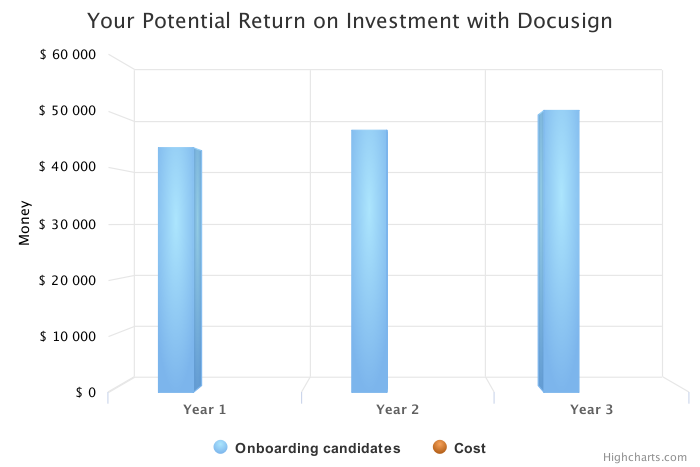 Your Potential Return on Investment with Docusign
$ 60 000
$ 50 000
$ 40 000
$ 30 000
$ 20 000
$ 10 000
$ 0
Money
Year 1
Year 2
Year 3
Onboarding candidates
Cost
Highcharts.com